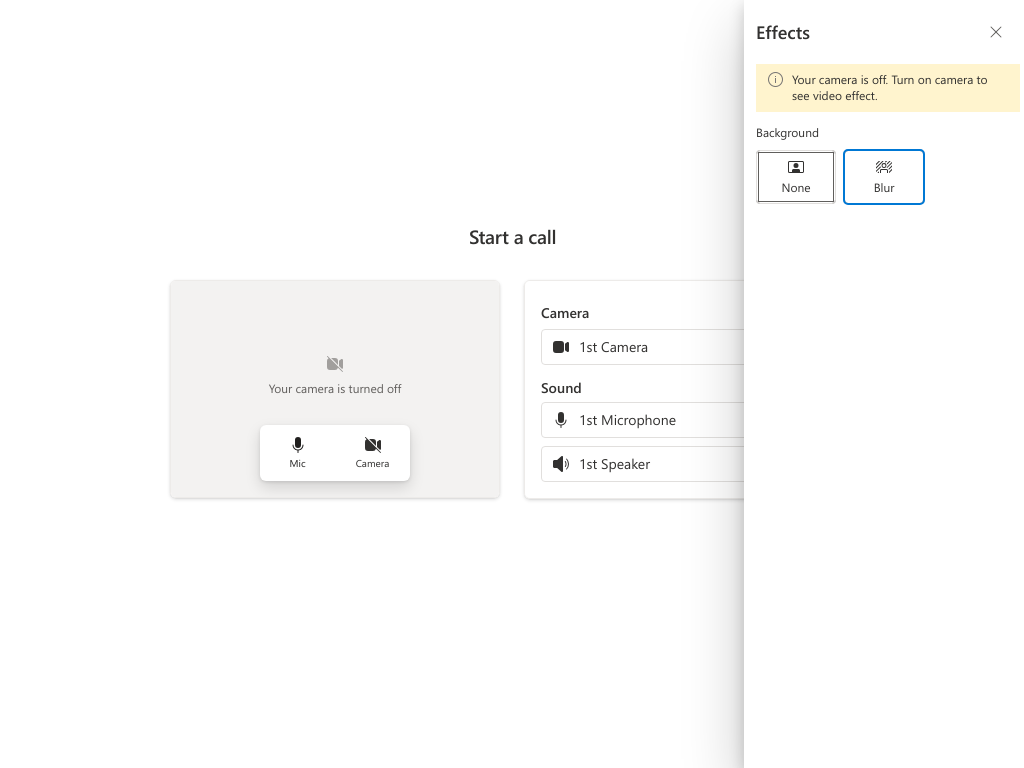 Effects
Your camera is off. Turn on camera to
see video effect.
Background
None
Blur
Start a call
Your camera is turned off
Mic
Camera
Camera
1st Camera
Sound
1st Microphone
1st Speaker